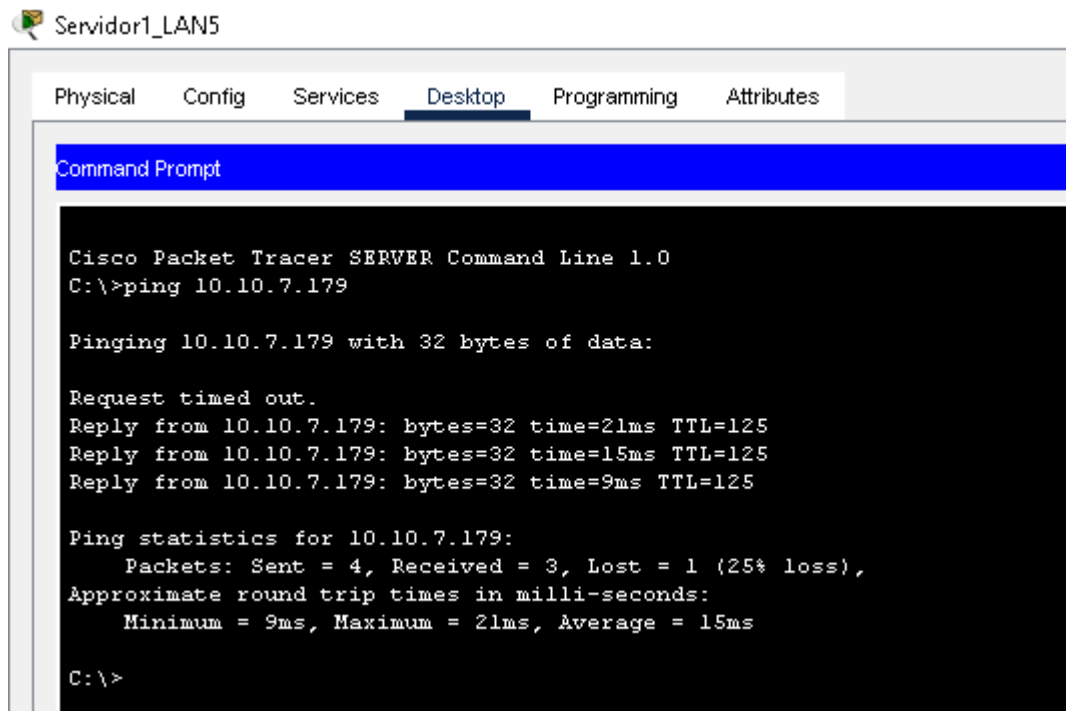 Servidor1_LAN5
Physical Config Services Desktop Programming Attributes
Command Prompt
Cisco Packet Tracer SERVER Command Line 1.0
C:\>ping 10.10.7.179
Pinging 10.10.7.179 with 32 bytes of data:
Request timed out.
Reply from 10.10.7.179: bytes=32 time=21ms TTL=125
Reply from 10.10.7.179: bytes=32 time=15ms TTL=125
Reply from 10.10.7.179: bytes=32 time=9ms TTL=125
Ping statistics for 10.10.7.179:
Packets: Sent = 4, Received = 3, Lost = 1 (25% loss),
Approximate round trip times in milli-seconds:
Minimum = 9ms, Maximum = 21ms, Average = 15ms
C:\>